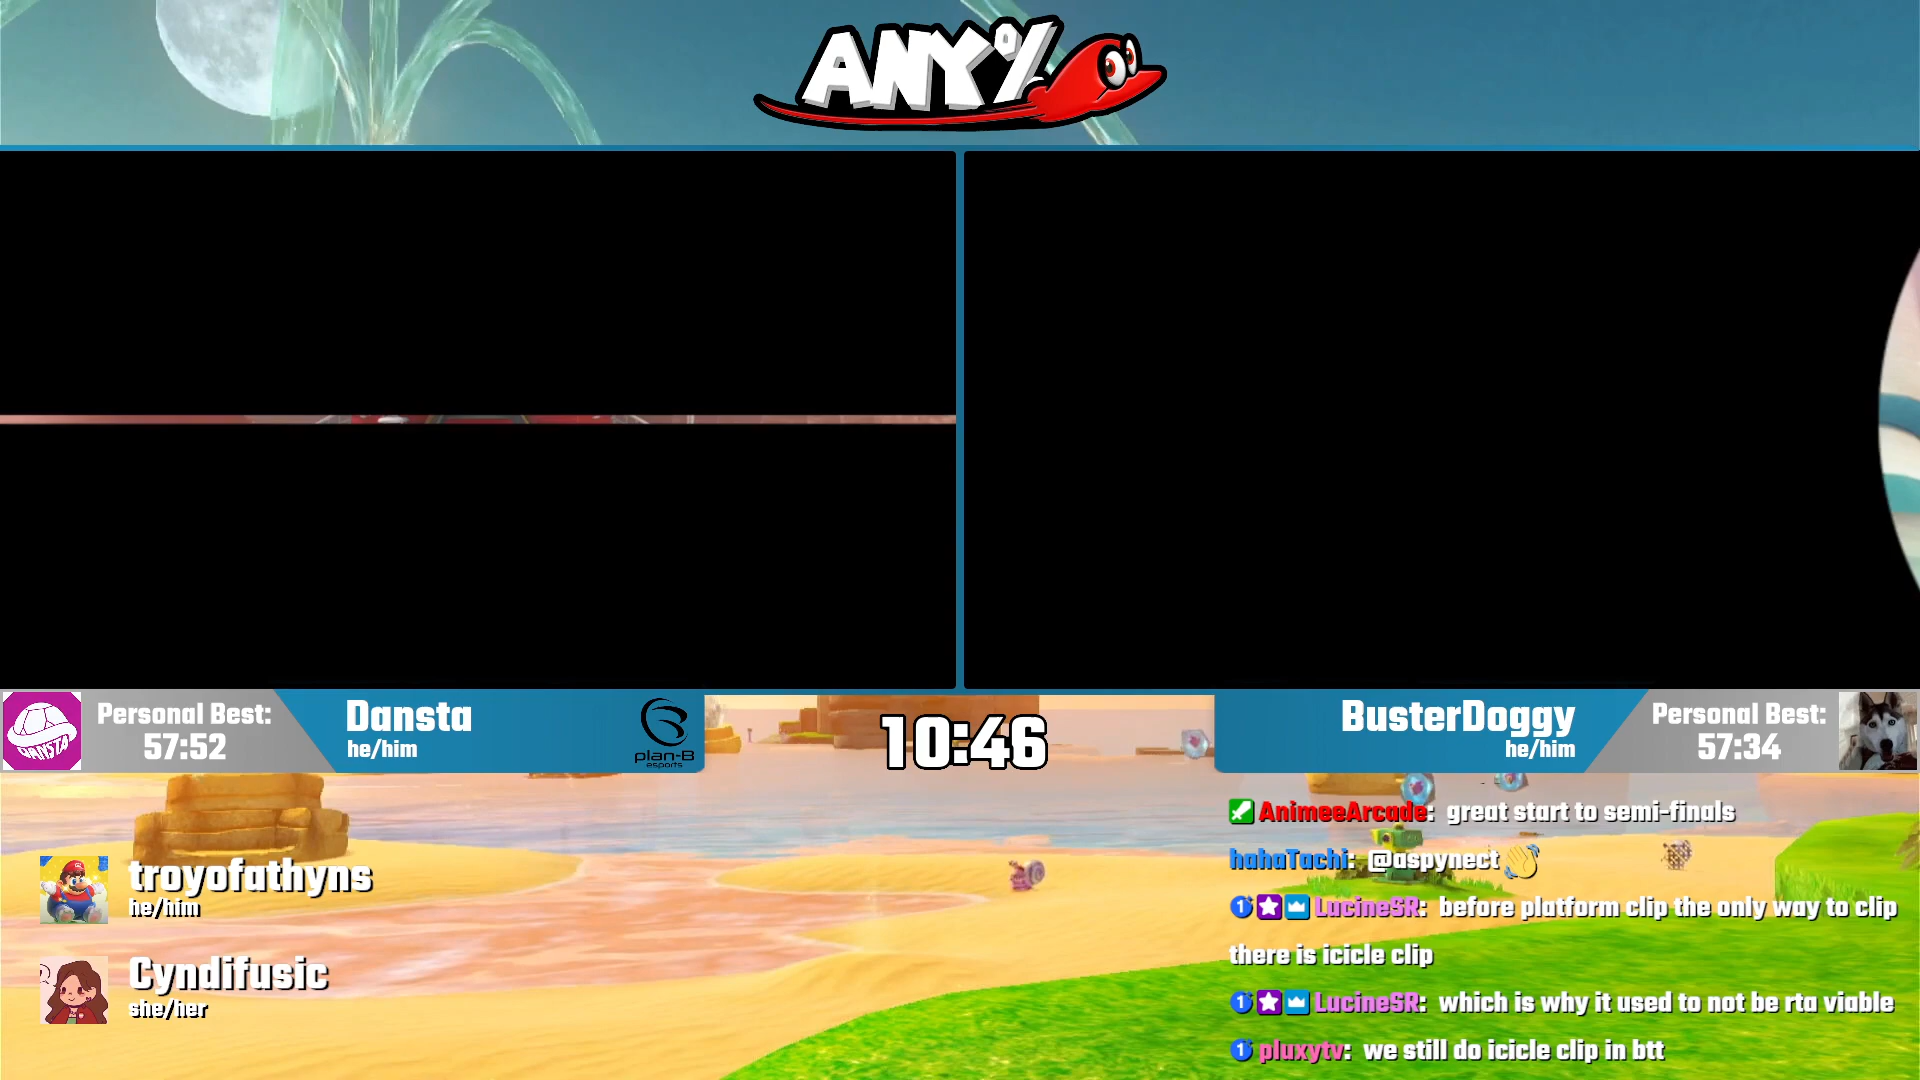 ANY%
Personal Best:
57:52
Dansta
he/him
plan-B
esports
10:46
BusterDoggy
he/him
Personal Best:
57:34
DANSTA
troyofathyns
he/him
Cyndifusic
she/her
AnimeeArcade: great start to semi-finals
hahaTachi: @aspynect
LucineSR: before platform clip the only way to clip
there is icicle clip
LucineSR: which is why it used to not be rta viable
pluxytv: we still do icicle clip in btt